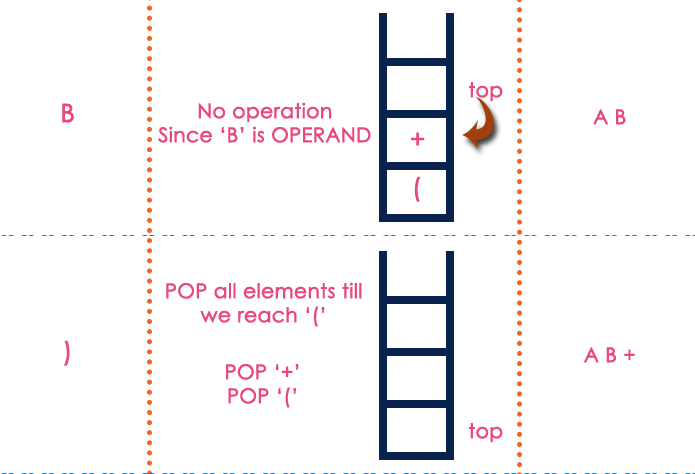 B
No operation
Since ‘B’ is OPERAND
+
(
top
A B
)
POP all elements till
we reach ‘(’
POP ‘+’
POP ‘(’
top
A B +